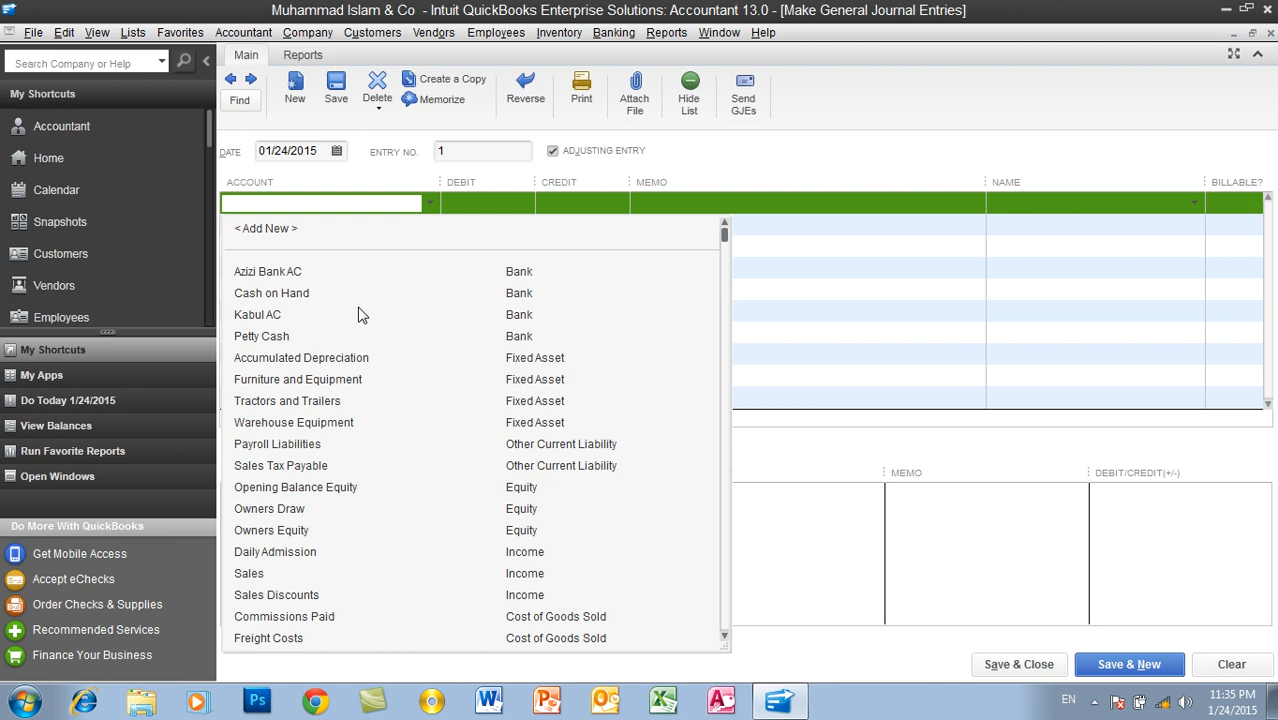 Muhammad Islam & Co - Intuit QuickBooks Enterprise Solutions: Accountant 13.0 - [Make General Journal Entries]
File Edit View Lists Favorites Accountant Company Customers Vendors Employees Inventory Banking Reports Window Help
Search Company or Help
My Shortcuts
Accountant
Home
Calendar
Snapshots
Customers
Vendors
Employees
My Shortcuts
My Apps
Do Today 1/24/2015
View Balances
Run Favorite Reports
Open Windows
Do More With QuickBooks
Get Mobile Access
Accept eChecks
Order Checks & Supplies
Recommended Services
Finance Your Business
Main Reports
Find
New
Save
Delete
Create a Copy
Memorize
Reverse
Print
Attach
File
Hide
List
Send
GJEs
DATE 01/24/2015 ENTRY NO. 1 ADJUSTING ENTRY
ACCOUNT DEBIT CREDIT MEMO NAME BILLABLE?
< Add New >
Azizi Bank AC Bank
Cash on Hand Bank
Kabul AC Bank
Petty Cash Bank
Accumulated Depreciation Fixed Asset
Furniture and Equipment Fixed Asset
Tractors and Trailers Fixed Asset
Warehouse Equipment Fixed Asset
Payroll Liabilities Other Current Liability
Sales Tax Payable Other Current Liability
Opening Balance Equity Equity
Owners Draw Equity
Owners Equity Equity
Daily Admission Income
Sales Income
Sales Discounts Income
Commissions Paid Cost of Goods Sold
Freight Costs Cost of Goods Sold
MEMO DEBIT/CREDIT(+/-)
Save & Close Save & New Clear
Ps
EN
11:35 PM
1/24/2015